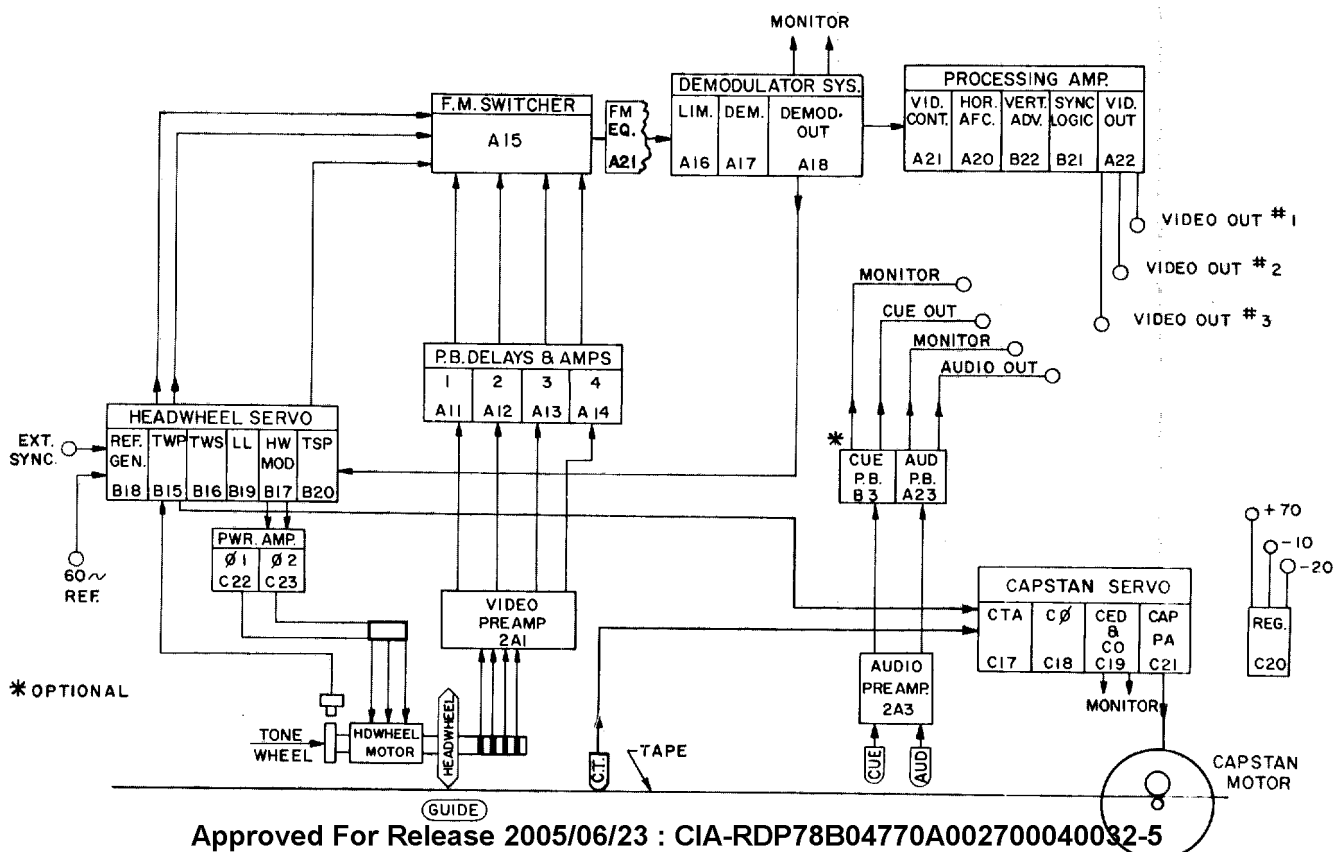 MONITOR
DEMODULATOR SYS.
LIM. DEM. DEMOD. OUT
A16 A17 A18
PROCESSING AMP.
VID. CONT. HOR. AFC. VERT. ADV. SYNC LOGIC VID. OUT
A21 A20 B22 B21 A22
F.M. SWITCHER
A15
FM EQ.
A21
VIDEO OUT #1
VIDEO OUT #2
VIDEO OUT #3
MONITOR
CUE OUT
MONITOR
AUDIO OUT
P.B. DELAYS & AMPS
1 2 3 4
A11 A12 A13 A14
HEADWHEEL SERVO
REF. GEN. TWP TWS LL HW MOD TSP
B18 B15 B16 B19 B17 B20
EXT. SYNC.
60~ REF.
*
CUE P.B. B3
AUD P.B. A23
PWR. AMP.
Ø1 Ø2
C22 C23
+70
-10
-20
REG.
C20
CAPSTAN SERVO
CTA CØ CED & CO CAP PA
C17 C18 C19 C21
MONITOR
VIDEO PREAMP 2A1
AUDIO PREAMP. 2A3
* OPTIONAL
TONE WHEEL
HDWHEEL MOTOR
HEADWHEEL
C.T.
TAPE
CUE
AUD
CAPSTAN MOTOR
GUIDE
Approved For Release 2005/06/23 : CIA-RDP78B04770A002700040032-5